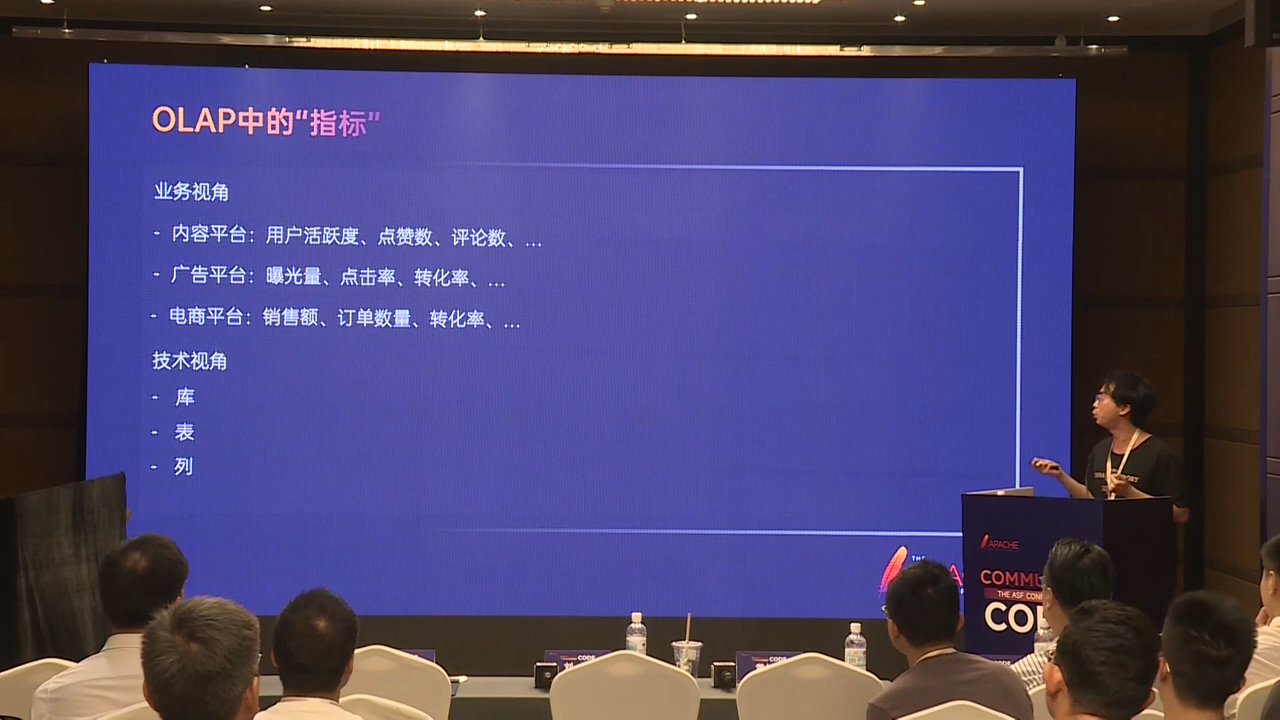 OLAP中的“指标”
业务视角
- 内容平台：用户活跃度、点赞数、评论数、...
- 广告平台：曝光量、点击率、转化率、...
- 电商平台：销售额、订单数量、转化率、...
技术视角
- 库
- 表
- 列
APACHE
THE ASF CON
CODE